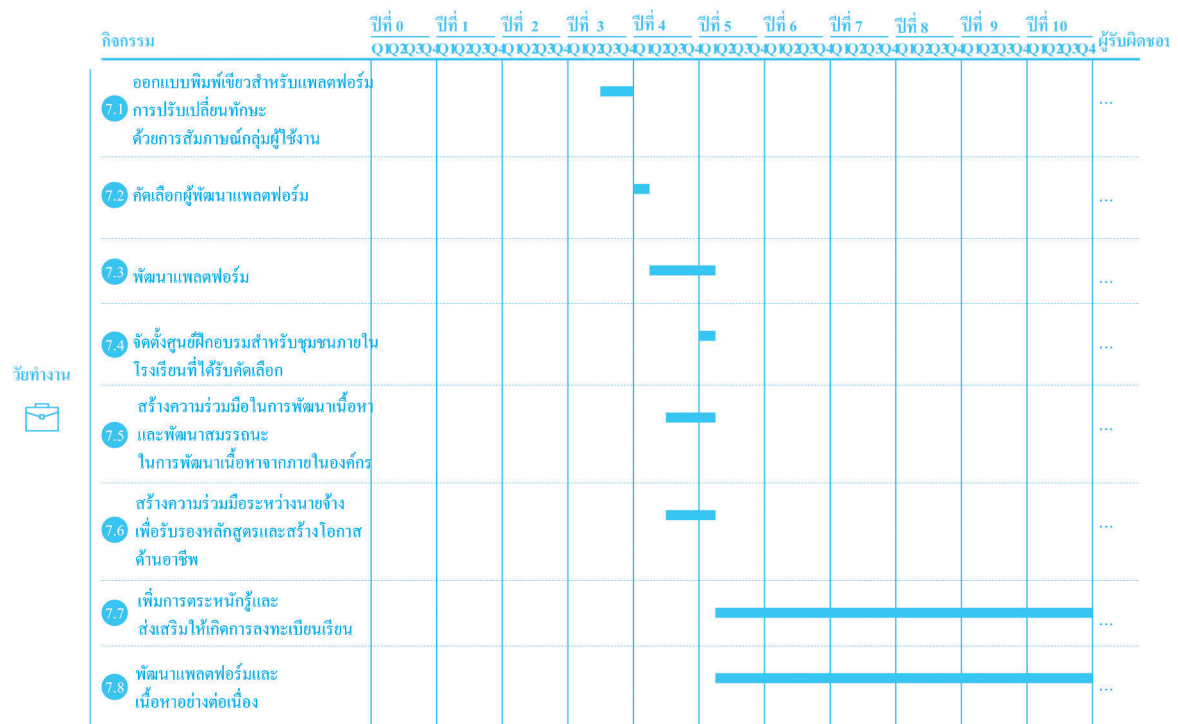 ปีที่ 0 ปีที่ 1 ปีที่ 2 ปีที่ 3 ปีที่ 4 ปีที่ 5 ปีที่ 6 ปีที่ 7 ปีที่ 8 ปีที่ 9 ปีที่ 10
กิจกรรม ผู้รับผิดชอบ
Q1Q2Q3Q4 Q1Q2Q3Q4 Q1Q2Q3Q4 Q1Q2Q3Q4 Q1Q2Q3Q4 Q1Q2Q3Q4 Q1Q2Q3Q4 Q1Q2Q3Q4 Q1Q2Q3Q4 Q1Q2Q3Q4 Q1Q2Q3Q4
วัยทำงาน
ออกแบบพิมพ์เขียวสำหรับแพลตฟอร์ม
7.1 การปรับเปลี่ยนทักษะ ...
ด้วยการสัมภาษณ์กลุ่มผู้ใช้งาน
7.2 คัดเลือกผู้พัฒนาแพลตฟอร์ม ...
7.3 พัฒนาแพลตฟอร์ม ...
7.4 จัดตั้งศูนย์ฝึกอบรมสำหรับชุมชนภายใน ...
โรงเรียนที่ได้รับคัดเลือก
สร้างความร่วมมือในการพัฒนาเนื้อหา
7.5 และพัฒนาสมรรถนะ ...
ในการพัฒนาเนื้อหาจากภายในองค์กร
สร้างความร่วมมือระหว่างนายจ้าง
7.6 เพื่อรับรองหลักสูตรและสร้างโอกาส ...
ด้านอาชีพ
เพิ่มการตระหนักรู้และ
7.7 ส่งเสริมให้เกิดการลงทะเบียนเรียน ...
พัฒนาแพลตฟอร์มและ
7.8 เนื้อหาอย่างต่อเนื่อง ...